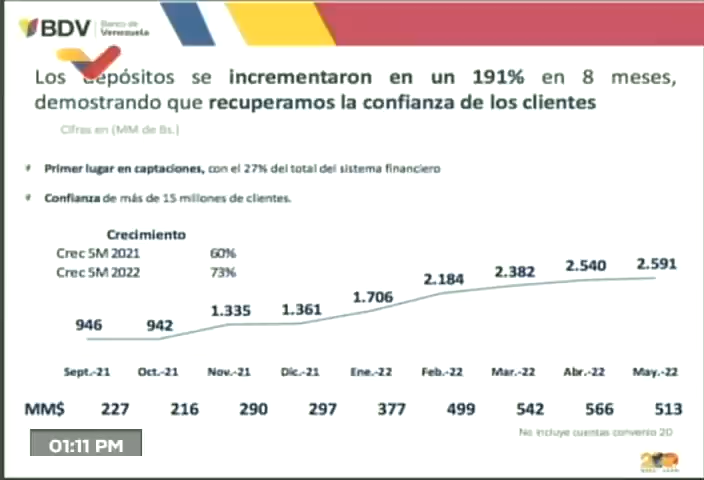 BDV Banco de
Venezuela
Los depósitos se incrementaron en un 191% en 8 meses,
demostrando que recuperamos la confianza de los clientes
Cifras en (MM de Bs.)
Primer lugar en captaciones, con el 27% del total del sistema financiero
Confianza de más de 15 millones de clientes.
Crecimiento
Crec 5M 2021 60%
Crec 5M 2022 73%
946 942 1.335 1.361 1.706 2.184 2.382 2.540 2.591
Sept.-21 Oct.-21 Nov.-21 Dic.-21 Ene.-22 Feb.-22 Mar.-22 Abr.-22 May.-22
MM$ 227 216 290 297 377 499 542 566 513
No incluye cuentas convenio 20
01:11 PM